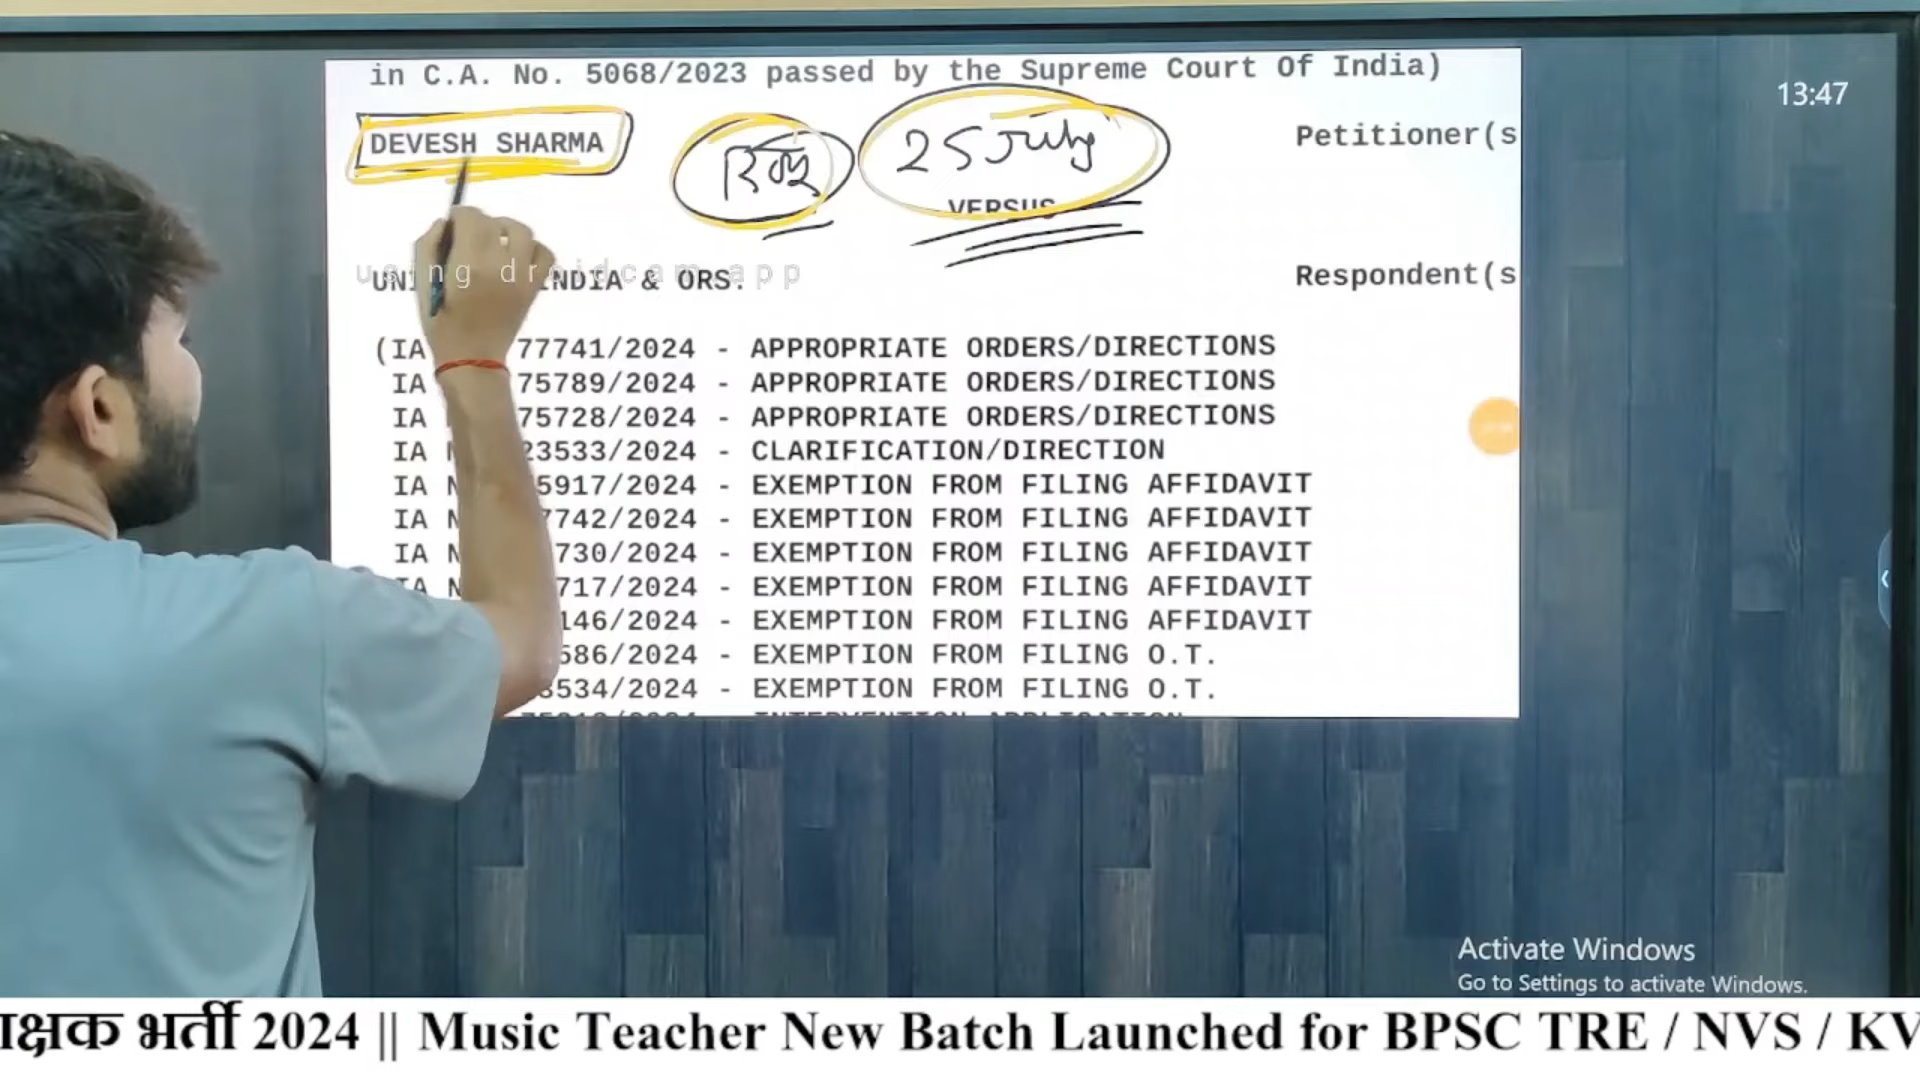 in C.A. No. 5068/2023 passed by the Supreme Court Of India)
13:47
DEVESH SHARMA
25 July
Petitioner(s
VERSUS
using droidcam app
INDIA & ORS.
Respondent(s
(IA 77741/2024 - APPROPRIATE ORDERS/DIRECTIONS
IA 75789/2024 - APPROPRIATE ORDERS/DIRECTIONS
IA 75728/2024 - APPROPRIATE ORDERS/DIRECTIONS
IA 23533/2024 - CLARIFICATION/DIRECTION
IA N 5917/2024 - EXEMPTION FROM FILING AFFIDAVIT
IA N 7742/2024 - EXEMPTION FROM FILING AFFIDAVIT
IA N 730/2024 - EXEMPTION FROM FILING AFFIDAVIT
IA N 717/2024 - EXEMPTION FROM FILING AFFIDAVIT
146/2024 - EXEMPTION FROM FILING AFFIDAVIT
586/2024 - EXEMPTION FROM FILING O.T.
3534/2024 - EXEMPTION FROM FILING O.T.
INTERVENTION APPLICATION
Activate Windows
Go to Settings to activate Windows.
क्षक भर्ती 2024 || Music Teacher New Batch Launched for BPSC TRE / NVS / KV